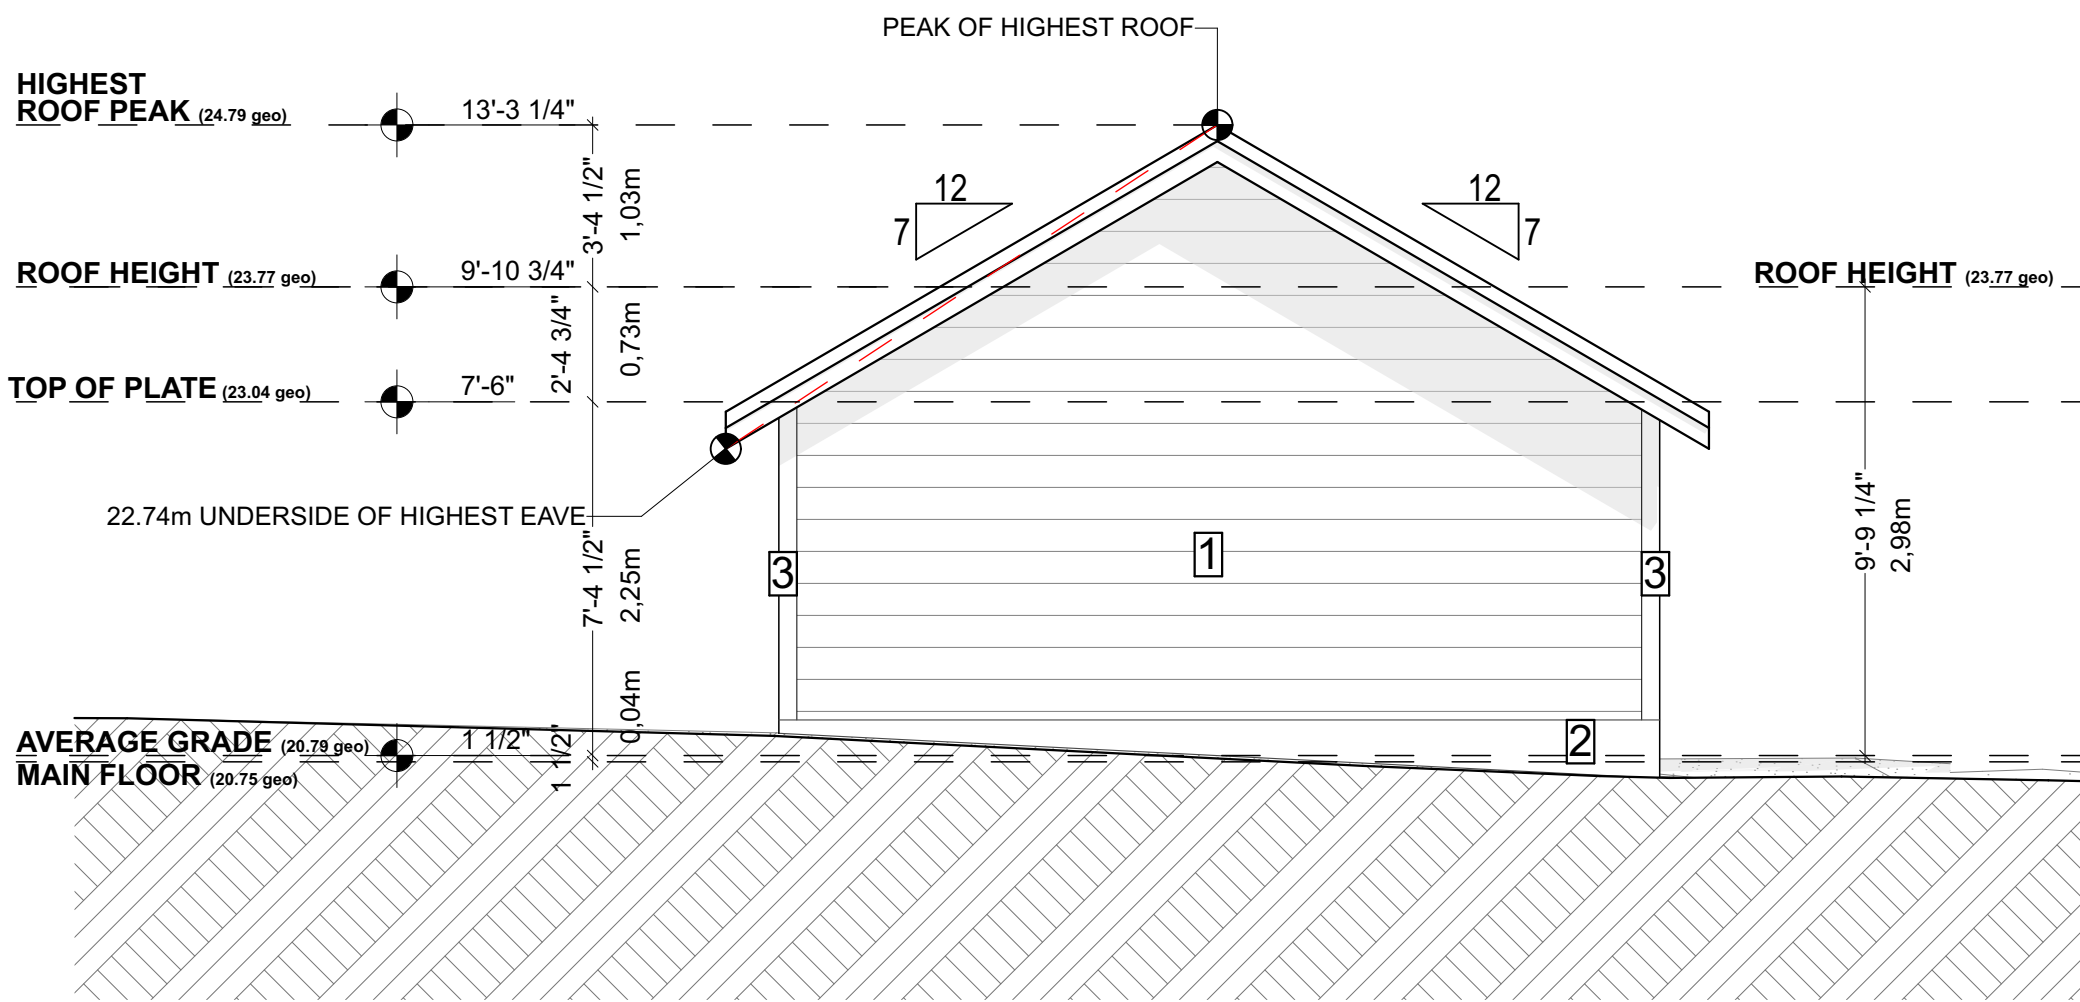 PEAK OF HIGHEST ROOF
HIGHEST
ROOF PEAK (24.79 geo)
13'-3 1/4"
3'-4 1/2"
1,03m
12
7
12
7
ROOF HEIGHT (23.77 geo)
9'-10 3/4"
ROOF HEIGHT (23.77 geo)
2'-4 3/4"
0,73m
TOP OF PLATE (23.04 geo)
7'-6"
22.74m UNDERSIDE OF HIGHEST EAVE
7'-4 1/2"
2,25m
9'-9 1/4"
2,98m
1
3
3
2
0,04m
AVERAGE GRADE (20.79 geo)
1 1/2"
1 1/2"
MAIN FLOOR (20.75 geo)